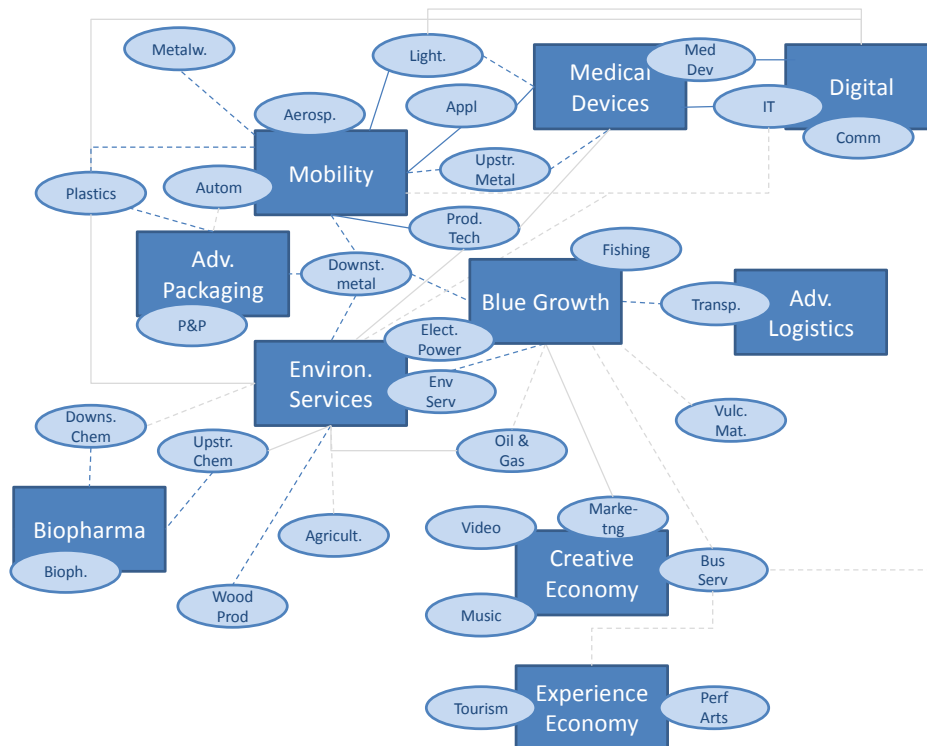 Metalw.
Light.
Medical
Devices
Med
Dev
Digital
Aerosp.
Appl
IT
Comm
Mobility
Upstr.
Metal
Plastics
Autom
Prod.
Tech
Fishing
Adv.
Packaging
Downst.
metal
Blue Growth
Transp.
Adv.
Logistics
P&P
Elect.
Power
Environ.
Services
Env
Serv
Downs.
Chem
Upstr.
Chem
Oil &
Gas
Vulc.
Mat.
Biopharma
Agricult.
Video
Marke-
tng
Creative
Economy
Bus
Serv
Bioph.
Wood
Prod
Music
Tourism
Experience
Economy
Perf
Arts